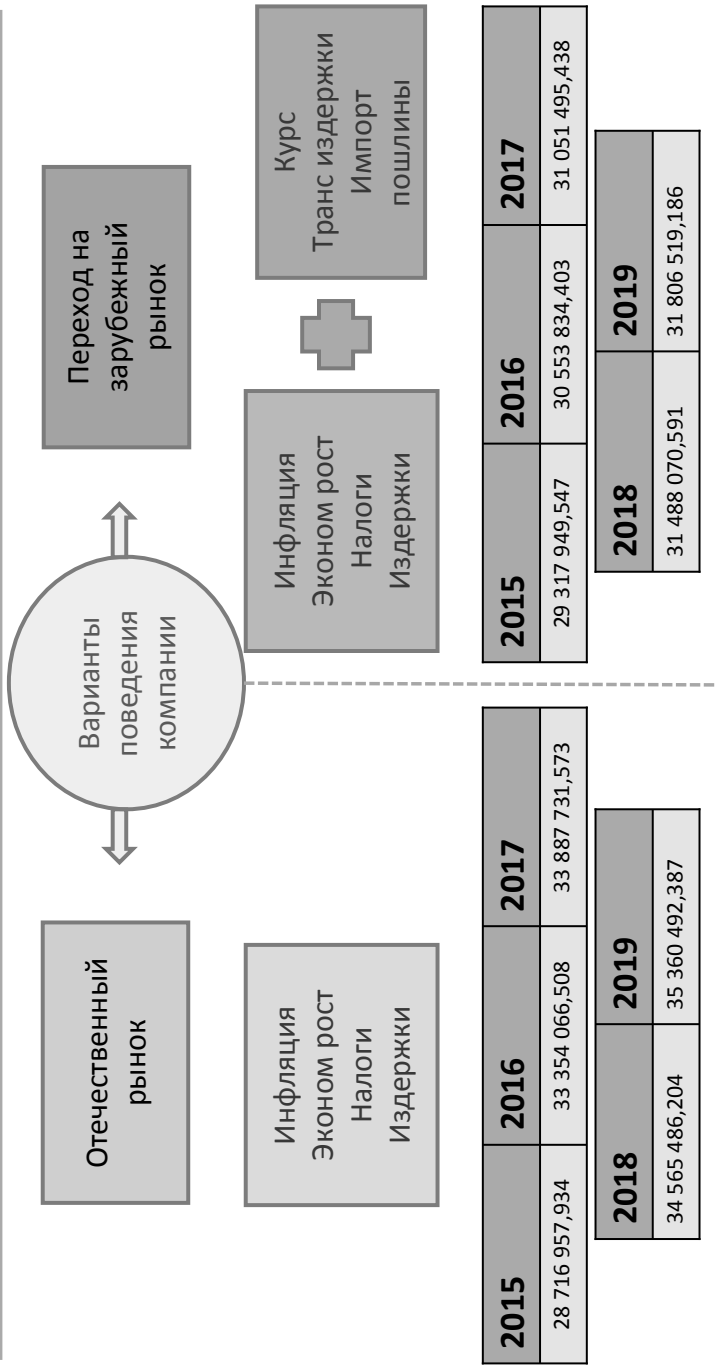 Варианты
поведения
компании
Отечественный
рынок
Переход на
зарубежный
рынок
Инфляция
Эконом рост
Налоги
Издержки
Инфляция
Эконом рост
Налоги
Издержки
Курс
Транс издержки
Импорт
пошлины
2015 2016 2017
28 716 957,934 33 354 066,508 33 887 731,573
2018 2019
34 565 486,204 35 360 492,387
2015 2016 2017
29 317 949,547 30 553 834,403 31 051 495,438
2018 2019
31 488 070,591 31 806 519,186